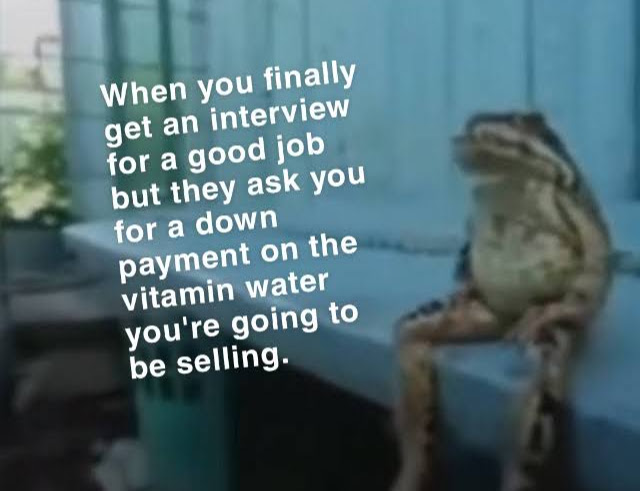 When you finally
get an interview
for a good job
but they ask you
for a down
payment on the
vitamin water
you're going to
be selling.